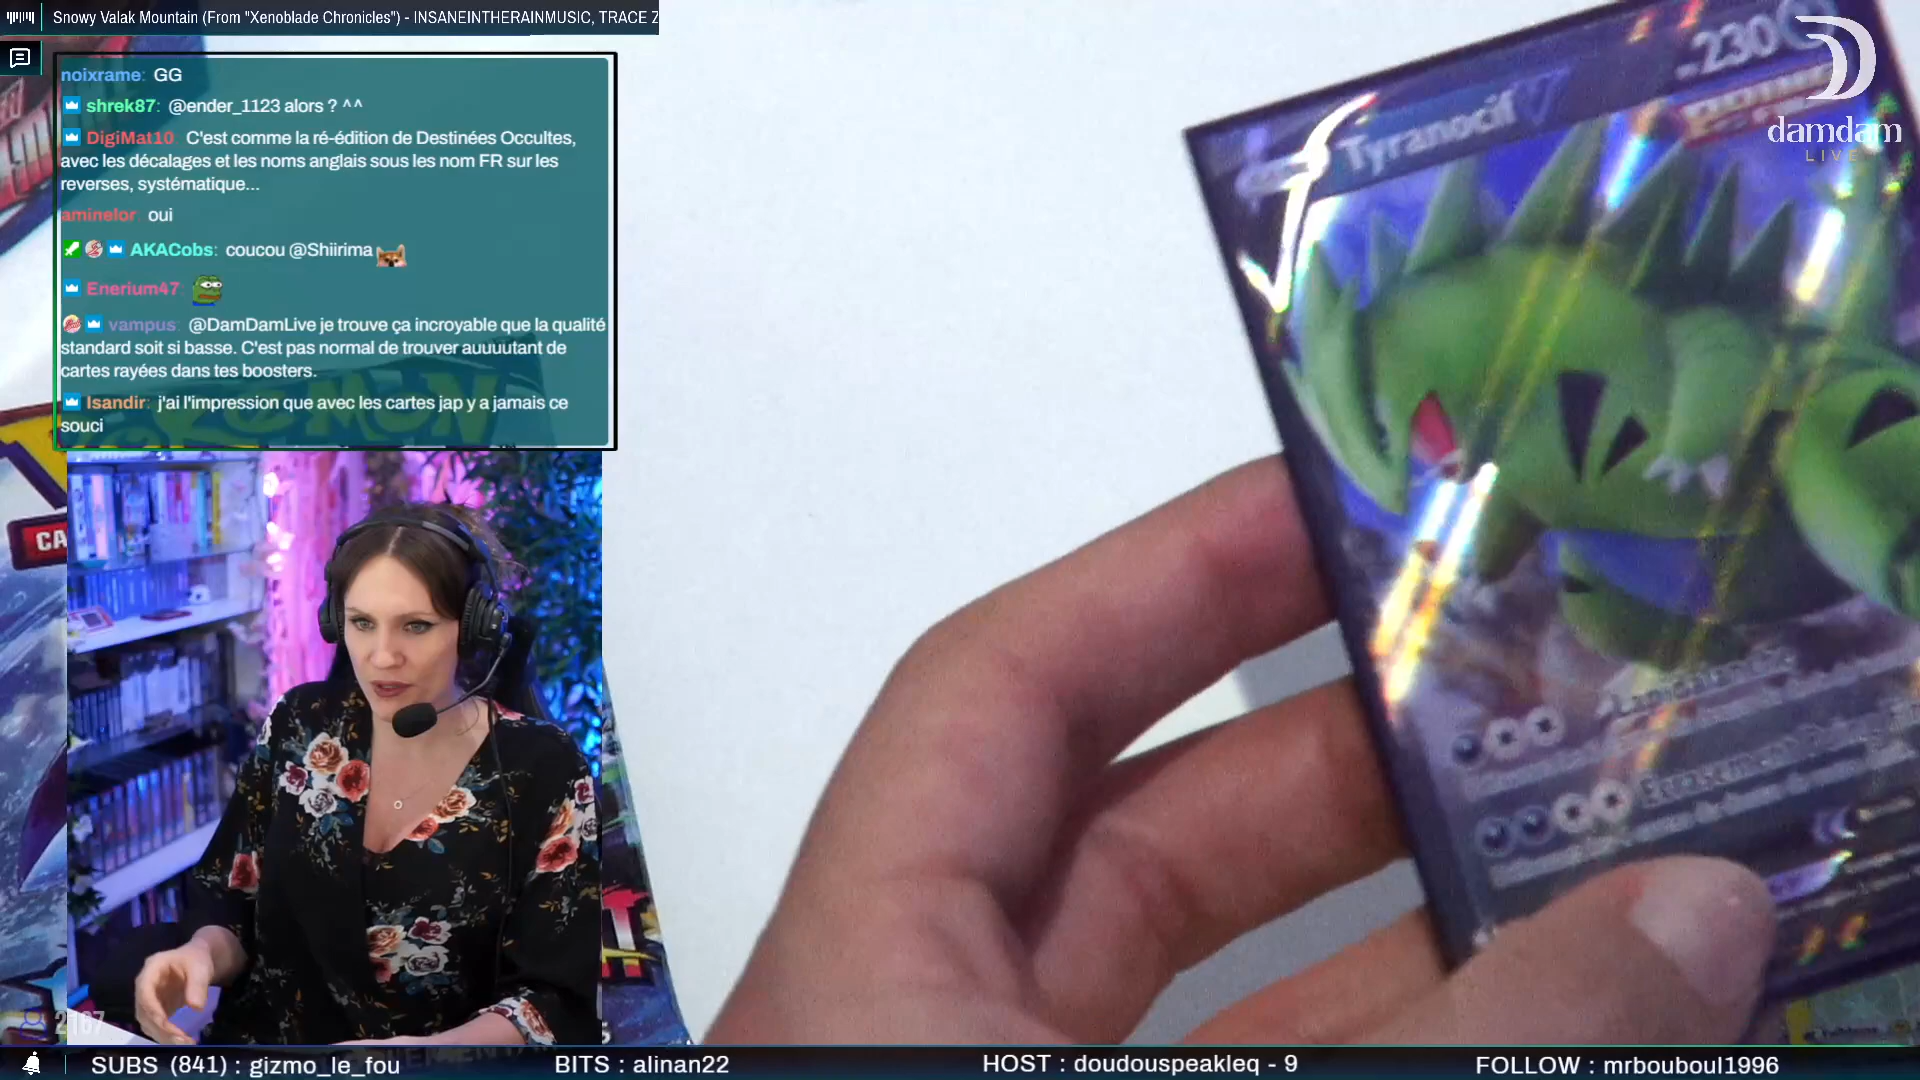 Snowy Valak Mountain (From "Xenoblade Chronicles") - INSANEINTHERAINMUSIC, TRACE Z
noixrame: GG
shrek87: @ender_1123 alors ? ^^
DigiMat10: C'est comme la ré-édition de Destinées Occultes,
avec les décalages et les noms anglais sous les nom FR sur les
reverses, systématique...
aminelor: oui
AKACobs: coucou @Shiirima
Enerium47:
vampus: @DamDamLive je trouve ça incroyable que la qualité
standard soit si basse. C'est pas normal de trouver auuuutant de
cartes rayées dans tes boosters.
Isandir: j'ai l'impression que avec les cartes jap y a jamais ce
souci
CA
Tyranocif V
230
damdam
LIVE
2167
SUBS (841) : gizmo_le_fou
BITS : alinan22
HOST : doudouspeakleq - 9
FOLLOW : mrbouboul1996